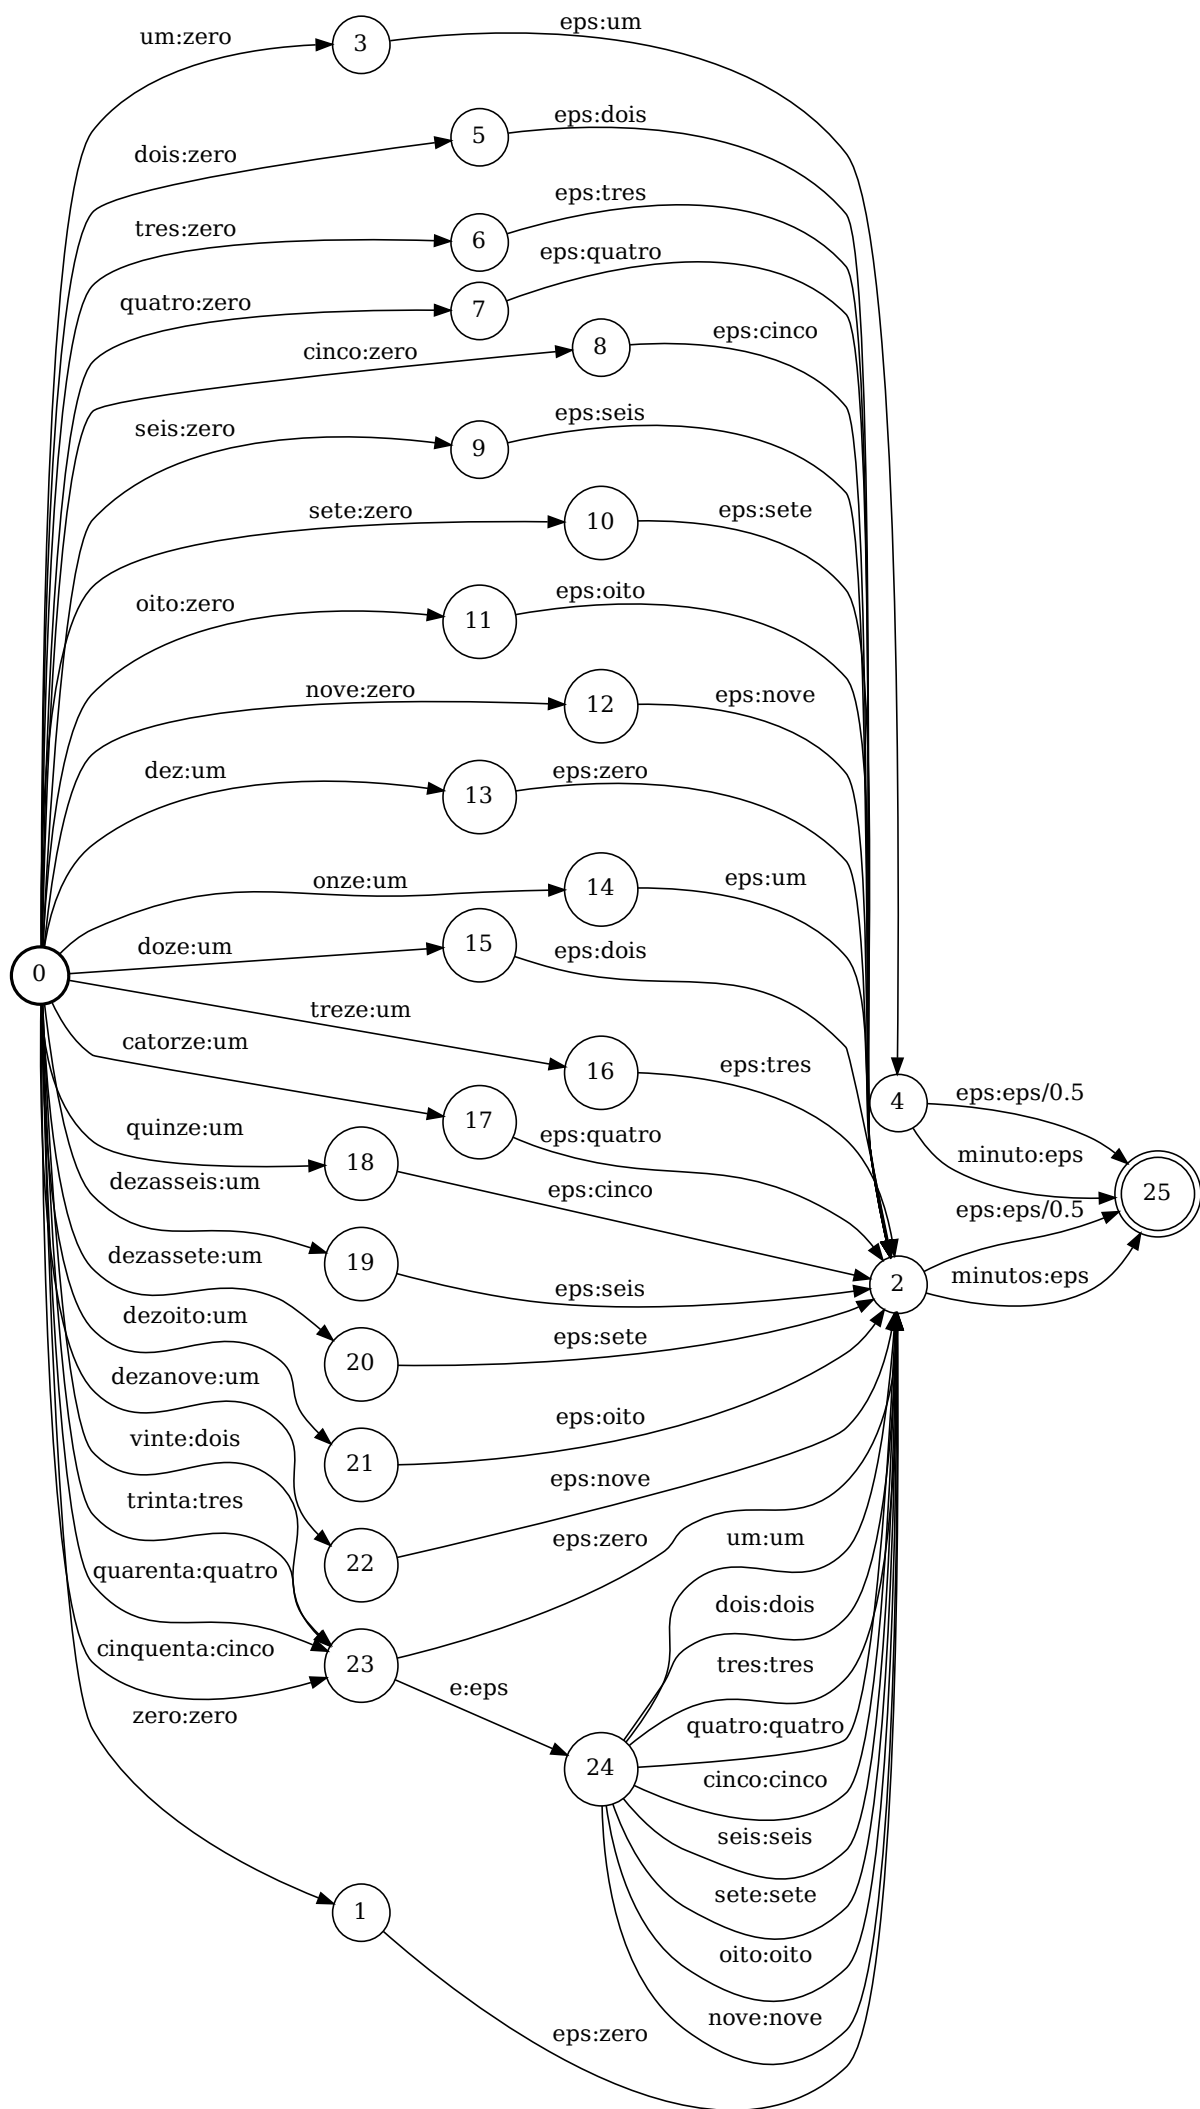 um:zero
3
eps:um
dois:zero
5
eps:dois
tres:zero
6
eps:tres
quatro:zero
7
eps:quatro
cinco:zero
8
eps:cinco
seis:zero
9
eps:seis
sete:zero
10
eps:sete
oito:zero
11
eps:oito
nove:zero
12
eps:nove
dez:um
13
eps:zero
onze:um
14
eps:um
0
doze:um
15
eps:dois
treze:um
16
eps:tres
catorze:um
17
eps:quatro
4
eps:eps/0.5
minuto:eps
25
quinze:um
18
eps:cinco
dezasseis:um
19
eps:seis
2
eps:eps/0.5
minutos:eps
dezassete:um
20
eps:sete
dezoito:um
21
eps:oito
dezanove:um
22
eps:nove
vinte:dois
trinta:tres
quarenta:quatro
cinquenta:cinco
23
eps:zero
e:eps
24
um:um
dois:dois
tres:tres
quatro:quatro
cinco:cinco
seis:seis
sete:sete
oito:oito
nove:nove
zero:zero
1
eps:zero